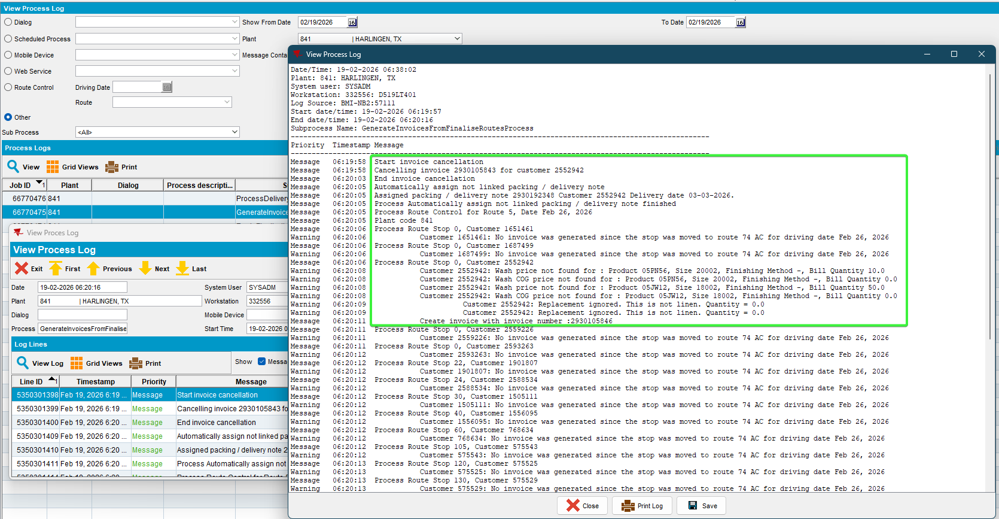 View Process Log
Dialog
Show From Date 02/19/2026 16
To Date 02/19/2026 16
Scheduled Process
Plant 841 | HARLINGEN, TX
Mobile Device
Message Conta
Web Service
Route Control
Driving Date 16
Route
Other
Sub Process <All>
Process Logs
View Grid Views Print
Job ID 1 Plant Dialog Process descripti... S
66770476 841 ProcessDelivery
66770475 841 GenerateInvoice
View Proces Log
View Process Log
Exit First Previous Next Last
Date 19-02-2026 06:20:16 System User SYSADM
Plant 841 | HARLINGEN, TX Workstation 332556
Dialog Mobile Device
Process GenerateInvoicesFromFinalise Start Time 19-02-2026 0
Log Lines
View Log Grid Views Print Show Messa
Line ID 1 Timestamp Priority Message
5350301398 Feb 19, 2026 6:19 ... Message Start invoice cancellation
5350301399 Feb 19, 2026 6:19 ... Message Cancelling invoice 2930105843 fo
5350301400 Feb 19, 2026 6:20 ... Message End invoice cancellation
5350301409 Feb 19, 2026 6:20 ... Message Automatically assign not linked pa
5350301410 Feb 19, 2026 6:20 ... Message Assigned packing / delivery note 2
5350301411 Feb 19, 2026 6:20 ... Message Process Automatically assign not
View Process Log
Date/Time: 19-02-2026 06:38:02
Plant: 841: HARLINGEN, TX
System user: SYSADM
Workstation: 332556: D519LT401
Log Source: BMI-NB2:57111
Start date/time: 19-02-2026 06:19:57
End date/time: 19-02-2026 06:20:16
Subprocess Name: GenerateInvoicesFromFinaliseRoutesProcess
Priority Timestamp Message
Message 06:19:58 Start invoice cancellation
Message 06:19:58 Cancelling invoice 2930105843 for customer 2552942
Message 06:20:03 End invoice cancellation
Message 06:20:05 Automatically assign not linked packing / delivery note
Message 06:20:05 Assigned packing / delivery note 2930192348 Customer 2552942 Delivery date 03-03-2026.
Message 06:20:05 Process Automatically assign not linked packing / delivery note finished
Message 06:20:05 Process Route Control for Route 5, Date Feb 26, 2026
Message 06:20:05 Plant code 841
Message 06:20:06 Process Route Stop 0, Customer 1651461
Warning 06:20:06 Customer 1651461: No invoice was generated since the stop was moved to route 74 AC for driving date Feb 26, 2026
Message 06:20:06 Process Route Stop 0, Customer 1687499
Warning 06:20:06 Customer 1687499: No invoice was generated since the stop was moved to route 74 AC for driving date Feb 26, 2026
Message 06:20:06 Process Route Stop 0, Customer 2552942
Warning 06:20:08 Customer 2552942: Wash price not found for : Product 05PN56, Size 20002, Finishing Method -, Bill Quantity 10.0
Warning 06:20:08 Customer 2552942: Wash COG price not found for : Product 05PN56, Size 20002, Finishing Method -, Bill Quantity 0.0
Warning 06:20:08 Customer 2552942: Wash price not found for : Product 05JW12, Size 18002, Finishing Method -, Bill Quantity 50.0
Warning 06:20:08 Customer 2552942: Wash COG price not found for : Product 05JW12, Size 18002, Finishing Method -, Bill Quantity 0.0
Warning 06:20:09 Customer 2552942: Replacement ignored. This is not linen. Quantity = 0.0
Warning 06:20:09 Customer 2552942: Replacement ignored. This is not linen. Quantity = 0.0
Message 06:20:11 Create invoice with invoice number :2930105846
Message 06:20:11 Process Route Stop 0, Customer 2559226
Warning 06:20:11 Customer 2559226: No invoice was generated since the stop was moved to route 74 AC for driving date Feb 26, 2026
Message 06:20:11 Process Route Stop 0, Customer 2593263
Warning 06:20:12 Customer 2593263: No invoice was generated since the stop was moved to route 74 AC for driving date Feb 26, 2026
Message 06:20:12 Process Route Stop 22, Customer 1901807
Warning 06:20:12 Customer 1901807: No invoice was generated since the stop was moved to route 74 AC for driving date Feb 26, 2026
Message 06:20:12 Process Route Stop 24, Customer 2588534
Warning 06:20:12 Customer 2588534: No invoice was generated since the stop was moved to route 74 AC for driving date Feb 26, 2026
Message 06:20:12 Process Route Stop 30, Customer 1505111
Warning 06:20:12 Customer 1505111: No invoice was generated since the stop was moved to route 74 AC for driving date Feb 26, 2026
Message 06:20:12 Process Route Stop 40, Customer 1556095
Warning 06:20:12 Customer 1556095: No invoice was generated since the stop was moved to route 74 AC for driving date Feb 26, 2026
Message 06:20:12 Process Route Stop 60, Customer 768634
Warning 06:20:12 Customer 768634: No invoice was generated since the stop was moved to route 74 AC for driving date Feb 26, 2026
Message 06:20:12 Process Route Stop 105, Customer 575543
Warning 06:20:12 Customer 575543: No invoice was generated since the stop was moved to route 74 AC for driving date Feb 26, 2026
Message 06:20:13 Process Route Stop 120, Customer 575525
Warning 06:20:13 Customer 575525: No invoice was generated since the stop was moved to route 74 AC for driving date Feb 26, 2026
Message 06:20:13 Process Route Stop 130, Customer 575529
Warning 06:20:13 Customer 575529: No invoice was generated since the stop was moved to route 74 AC for driving date Feb 26, 2026
Close Print Log Save